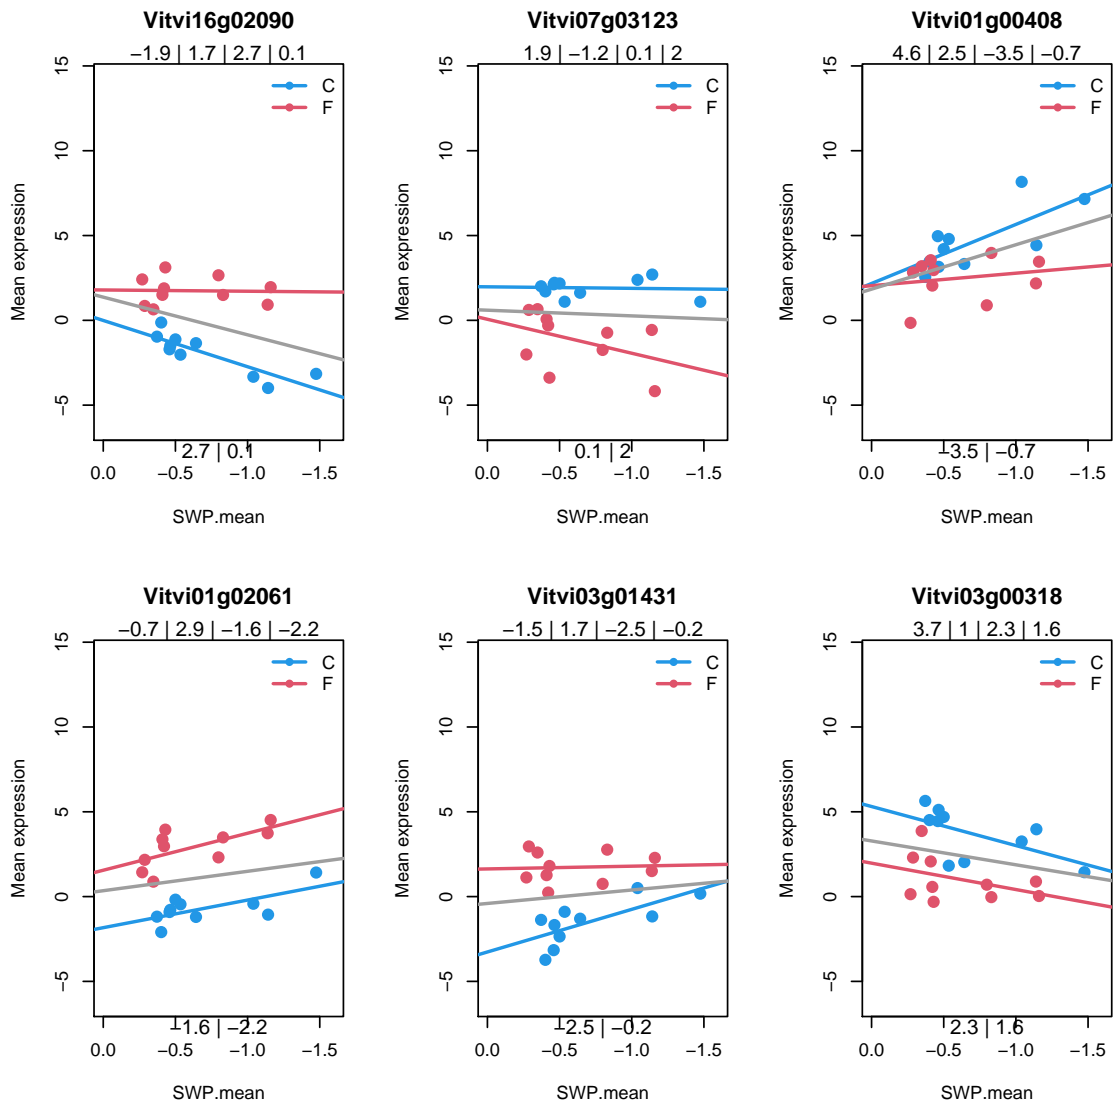 Vitvi16g02090
−1.9 | 1.7 | 2.7 | 0.1
15
10
5
0
−5
Mean expression
C
F
2.7 | 0.1
0.0 −0.5 −1.0 −1.5
SWP.mean
Vitvi07g03123
1.9 | −1.2 | 0.1 | 2
15
10
5
0
−5
Mean expression
C
F
0.1 | 2
0.0 −0.5 −1.0 −1.5
SWP.mean
Vitvi01g00408
4.6 | 2.5 | −3.5 | −0.7
15
10
5
0
−5
Mean expression
C
F
−3.5 | −0.7
0.0 −0.5 −1.0 −1.5
SWP.mean
Vitvi01g02061
−0.7 | 2.9 | −1.6 | −2.2
15
10
5
0
−5
Mean expression
C
F
−1.6 | −2.2
0.0 −0.5 −1.0 −1.5
SWP.mean
Vitvi03g01431
−1.5 | 1.7 | −2.5 | −0.2
15
10
5
0
−5
Mean expression
C
F
−2.5 | −0.2
0.0 −0.5 −1.0 −1.5
SWP.mean
Vitvi03g00318
3.7 | 1 | 2.3 | 1.6
15
10
5
0
−5
Mean expression
C
F
2.3 | 1.6
0.0 −0.5 −1.0 −1.5
SWP.mean